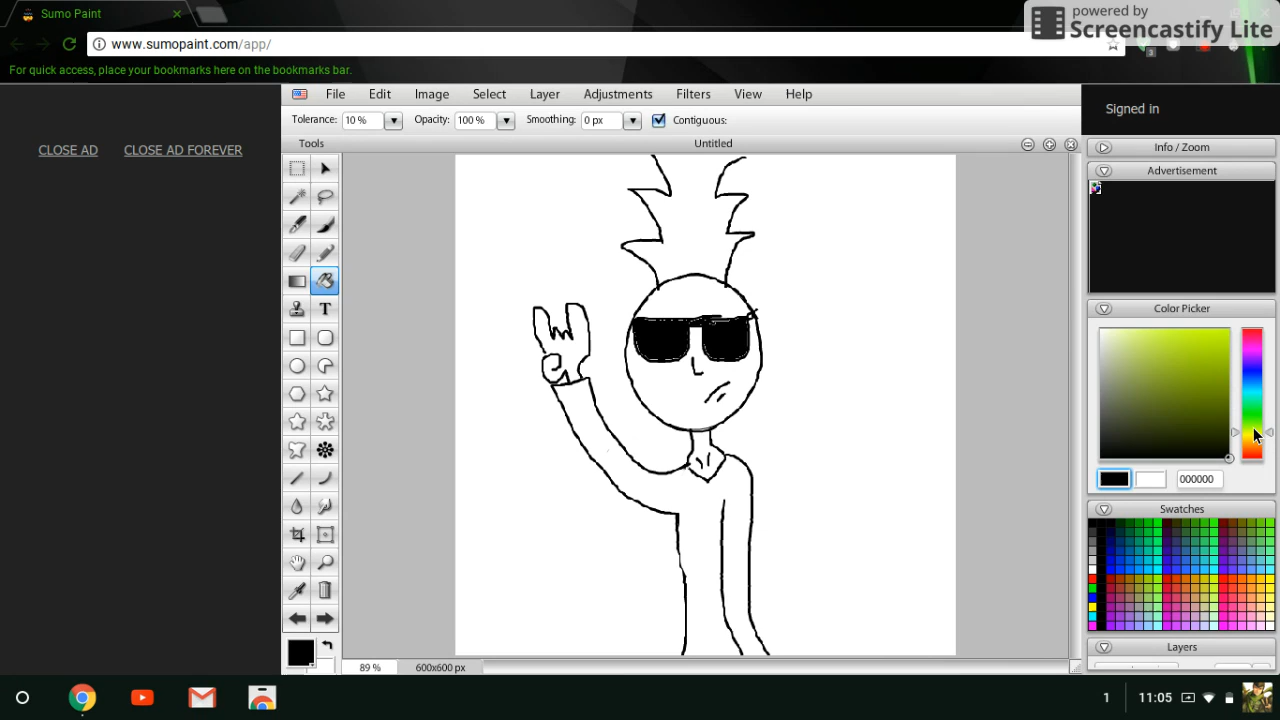 Sumo Paint
powered by
Screencastify Lite
www.sumopaint.com/app/
3
For quick access, place your bookmarks here on the bookmarks bar.
File Edit Image Select Layer Adjustments Filters View Help
Signed in
Tolerance: 10 % Opacity: 100 % Smoothing: 0 px Contiguous:
CLOSE AD CLOSE AD FOREVER
Tools
Untitled
Info / Zoom
Advertisement
T
Color Picker
000000
Swatches
Layers
89 % 600x600 px
1 11:05